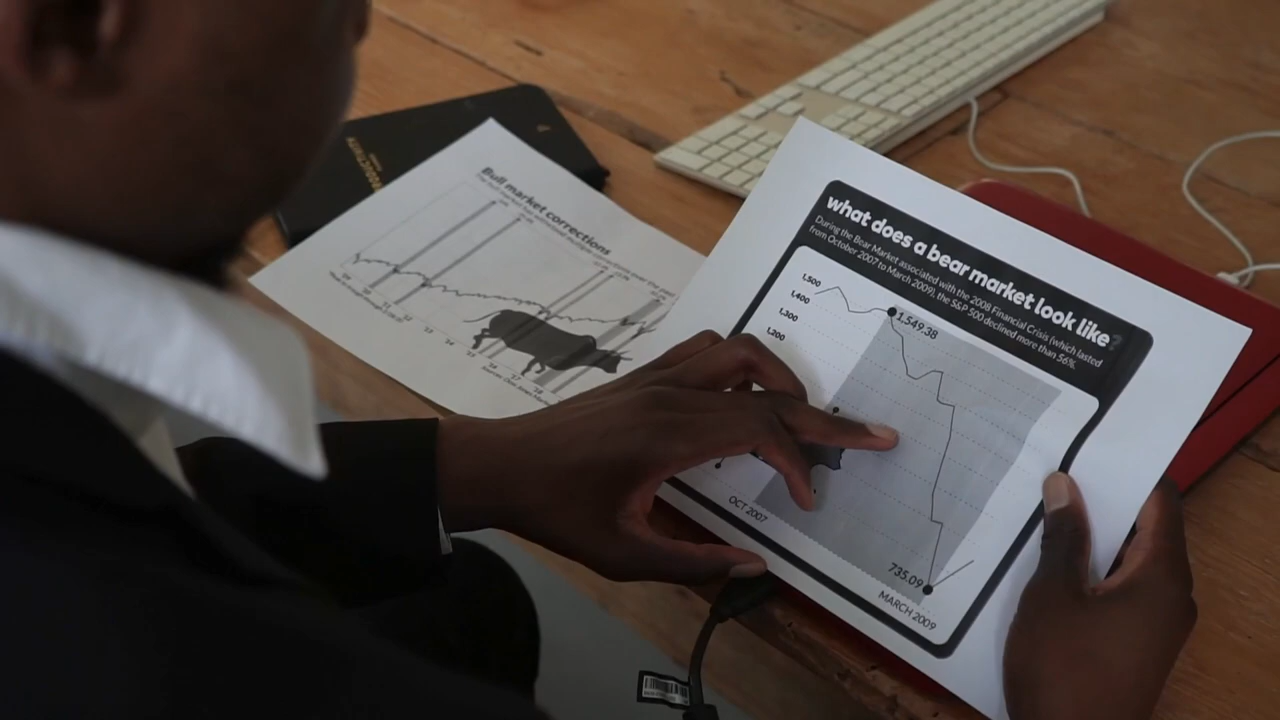 PRODUCTIVITY
Bull market corrections
what does a bear market look like?
During the Bear Market associated with the 2008 Financial Crisis (which lasted
from October 2007 to March 2009), the S&P 500 declined more than 56%.
1,500
1,400
1,300
1,200
1,549.38
OCT 2007
735.09
MARCH 2009